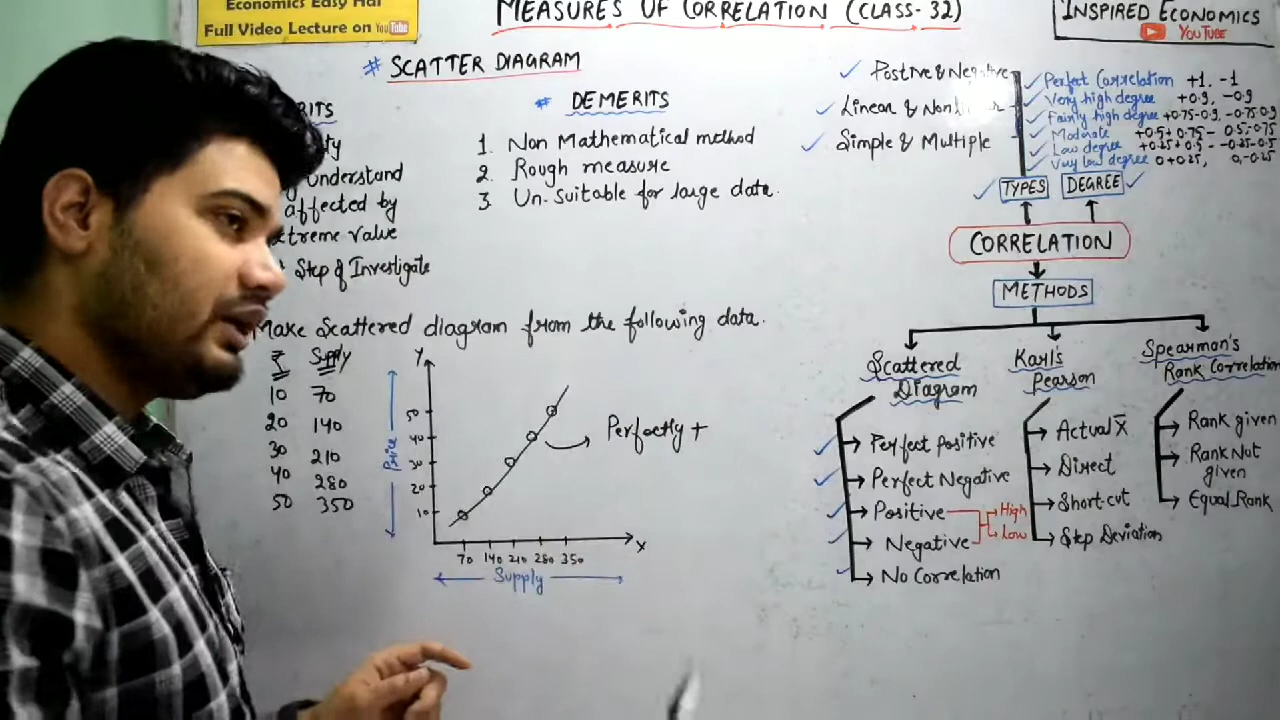 Economics Easy Hai
Full Video Lecture on YouTube
MEASURES OF CORRELATION (CLASS-32)
INSPIRED ECONOMICS
YOUTUBE
# SCATTER DIAGRAM
understand
affected by
Value
Step of Investigate
# DEMERITS
1. Non Mathematical method
2. Rough measure
3. Un-Suitable for large data.
Make Scattered diagram from the following data.
₹ Supply
10 70
20 140
30 210
40 280
50 350
Y
50
40
30
20
10
Price
70 140 210 280 350 X
Supply
Perfectly +
Postive & Negative
Linear & Nonlinear
Simple & Multiple
Perfect Correlation +1. -1
Very high degree +0.9, -0.9
Fairly high degree +0.75-0.9, -0.75-0.9
Moderate +0.5+0.75 - 0.5-0.75
Low degree +0.25+0.5 - -0.25-0.5
Very low degree 0+0.25, 0,-0.25
TYPES DEGREE
CORRELATION
METHODS
Scattered Diagram
Perfect Positive
Perfect Negative
Positive
Negative
High
Low
No Correlation
Karl's
Pearson
Actual X̅
Direct
Short-cut
Step Deviation
Spearmon's
Rank Correlation
Rank given
Rank Not
given
Equal Rank